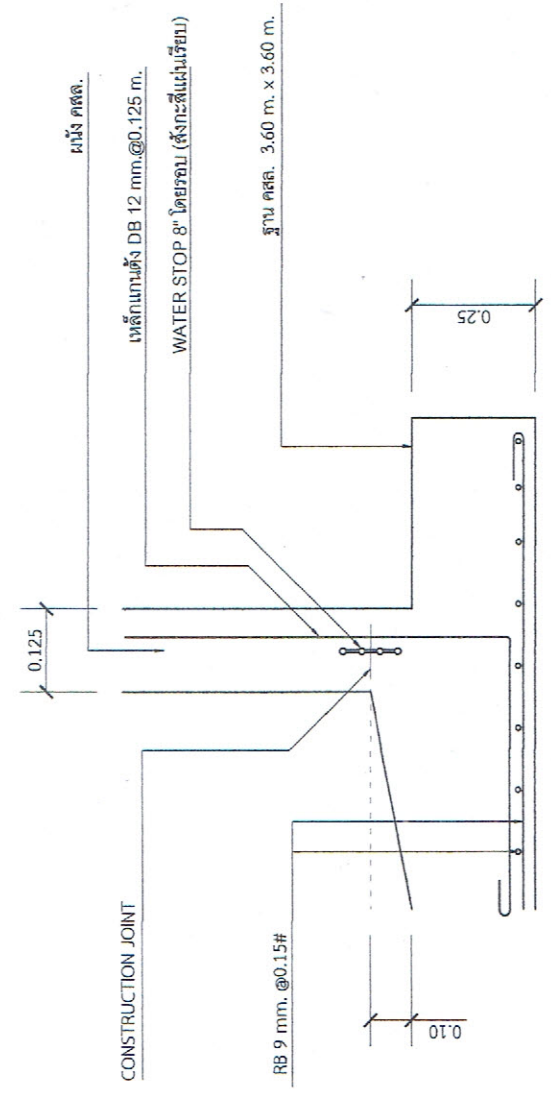 ผนัง คสล.
เหล็กแกนตั้ง DB 12 mm.@0.125 m.
WATER STOP 8" โดยรอบ (สังกะสีแผ่นเรียบ)
ฐาน คสล. 3.60 m. x 3.60 m.
0.125
0.25
CONSTRUCTION JOINT
RB 9 mm. @0.15#
0.10